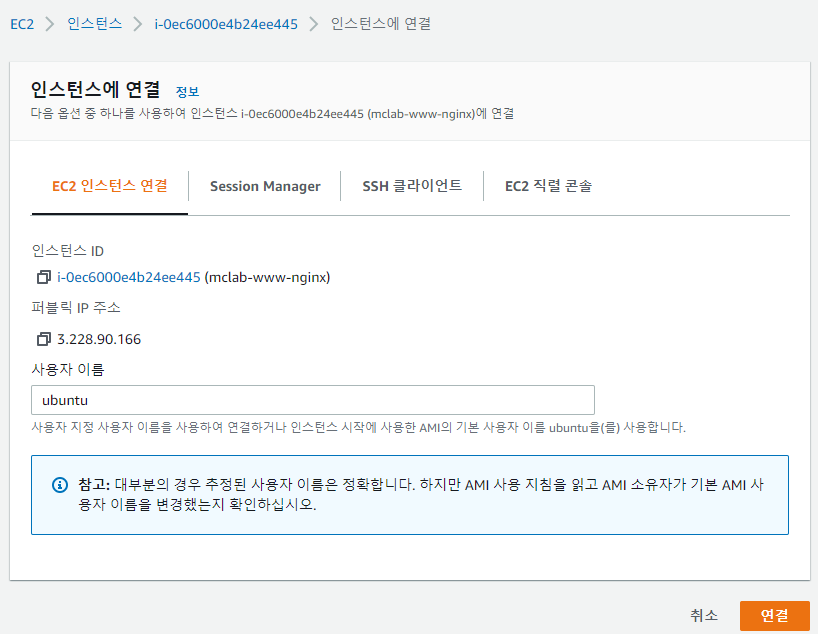 EC2 > 인스턴스 > i-0ec6000e4b24ee445 > 인스턴스에 연결
인스턴스에 연결 정보
다음 옵션 중 하나를 사용하여 인스턴스 i-0ec6000e4b24ee445 (mclab-www-nginx)에 연결
EC2 인스턴스 연결 Session Manager SSH 클라이언트 EC2 직렬 콘솔
인스턴스 ID
i-0ec6000e4b24ee445 (mclab-www-nginx)
퍼블릭 IP 주소
3.228.90.166
사용자 이름
ubuntu
사용자 지정 사용자 이름을 사용하여 연결하거나 인스턴스 시작에 사용한 AMI의 기본 사용자 이름 ubuntu을(를) 사용합니다.
참고: 대부분의 경우 추정된 사용자 이름은 정확합니다. 하지만 AMI 사용 지침을 읽고 AMI 소유자가 기본 AMI 사
용자 이름을 변경했는지 확인하십시오.
취소 연결